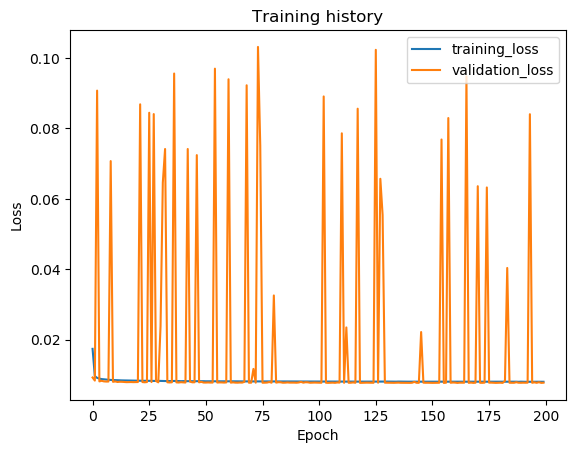 Training history
training_loss
validation_loss
0.10
0.08
0.06
0.04
0.02
Loss
0 25 50 75 100 125 150 175 200
Epoch